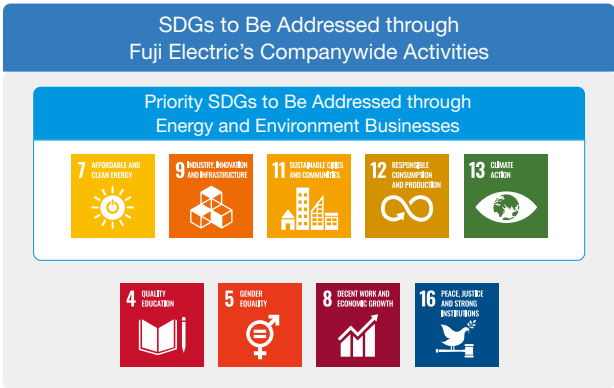 SDGs to Be Addressed through
Fuji Electric's Companywide Activities
Priority SDGs to Be Addressed through
Energy and Environment Businesses
7 AFFORDABLE AND
CLEAN ENERGY
9 INDUSTRY, INNOVATION
AND INFRASTRUCTURE
11 SUSTAINABLE CITIES
AND COMMUNITIES
12 RESPONSIBLE
CONSUMPTION
AND PRODUCTION
13 CLIMATE
ACTION
4 QUALITY
EDUCATION
5 GENDER
EQUALITY
8 DECENT WORK AND
ECONOMIC GROWTH
16 PEACE, JUSTICE
AND STRONG
INSTITUTIONS